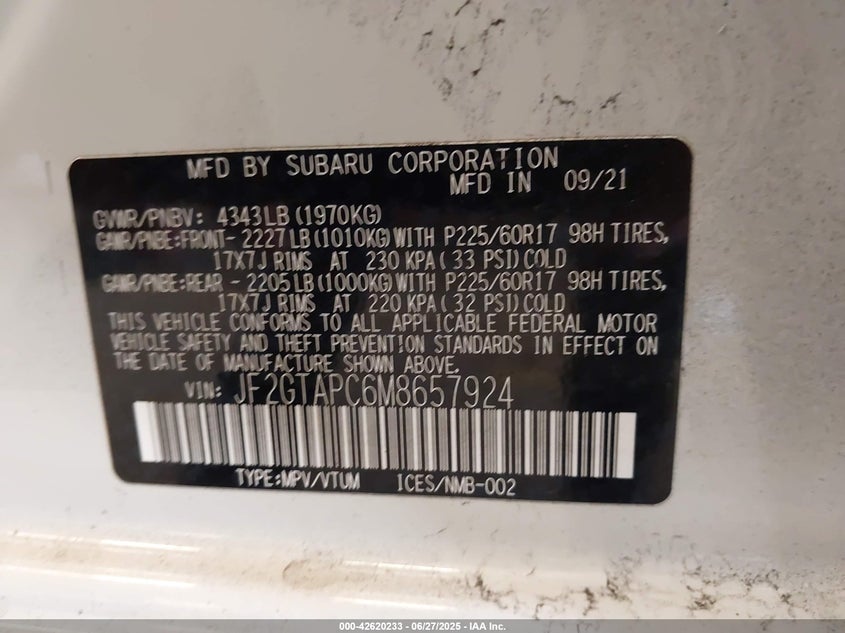 MFD BY SUBARU CORPORATION
MFD IN 09/21
GVWR/PNBV: 4343LB(1970KG)
GAWR/PNBE:FRONT- 2227LB(1010KG)WITH P225/60R17 98H TIRES,
17X7J RIMS AT 230 KPA(33 PSI)COLD
GAWR/PNBE:REAR - 2205LB(1000KG)WITH P225/60R17 98H TIRES,
17X7J RIMS AT 220 KPA(32 PSI)COLD
THIS VEHICLE CONFORMS TO ALL APPLICABLE FEDERAL MOTOR
VEHICLE SAFETY AND THEFT PREVENTION STANDARDS IN EFFECT ON
THE DATE OF MANUFACTURE SHOWN ABOVE.
VIN: JF2GTAPC6M8657924
TYPE:MPV/VTUM ICES/NMB-002
000-42620233 - 06/27/2025 - IAA Inc.